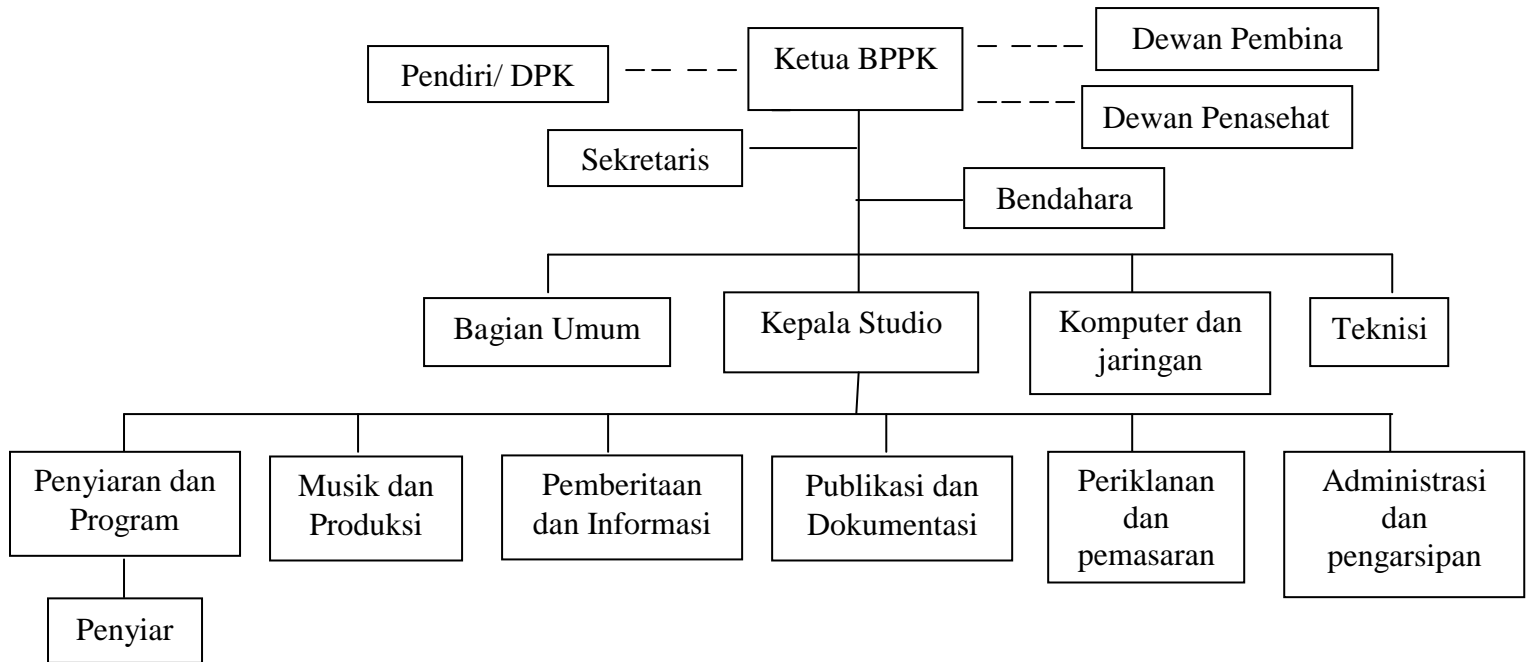 Ketua BPPK
Dewan Pembina
Pendiri/ DPK
Dewan Penasehat
Sekretaris
Bendahara
Bagian Umum
Kepala Studio
Komputer dan
jaringan
Teknisi
Penyiaran dan
Program
Musik dan
Produksi
Pemberitaan
dan Informasi
Publikasi dan
Dokumentasi
Periklanan
dan
pemasaran
Administrasi
dan
pengarsipan
Penyiar